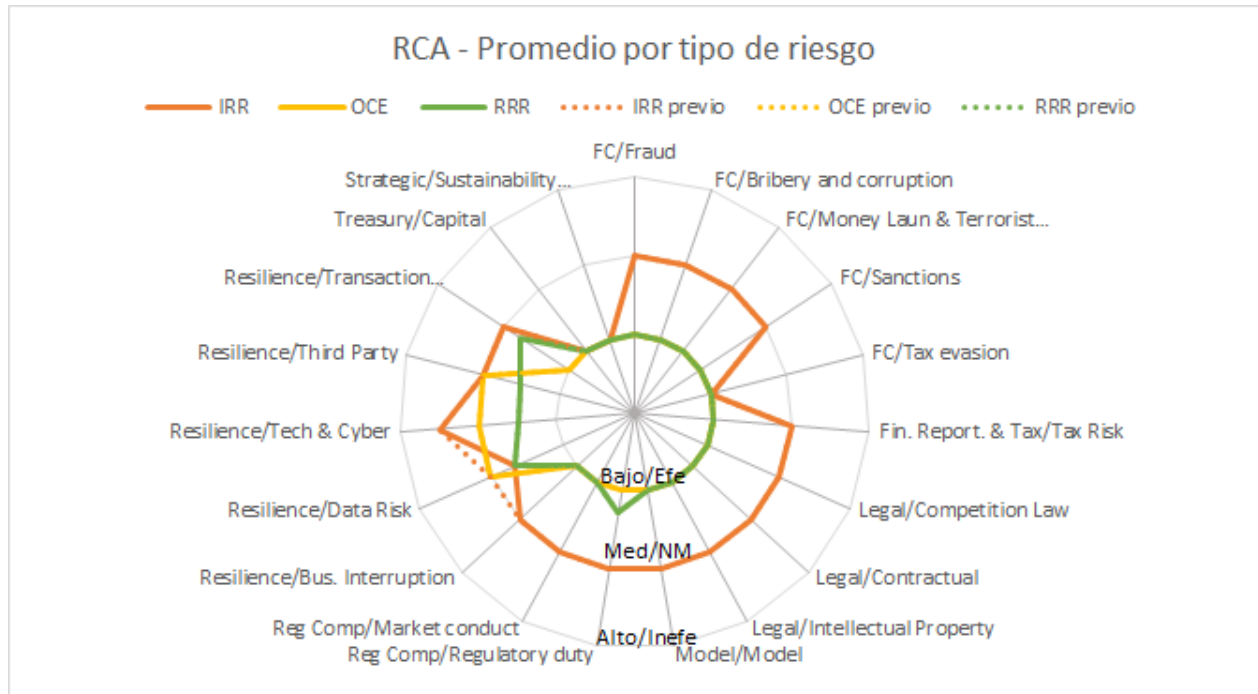 RCA - Promedio por tipo de riesgo
IRR OCE RRR IRR previo OCE previo RRR previo
FC/Fraud
Strategic/Sustainability...
FC/Bribery and corruption
Treasury/Capital
FC/Money Laun & Terrorist...
Resilience/Transaction...
FC/Sanctions
Resilience/Third Party
FC/Tax evasion
Resilience/Tech & Cyber
Fin. Report. & Tax/Tax Risk
Bajo/Efe
Resilience/Data Risk
Legal/Competition Law
Med/NM
Resilience/Bus. Interruption
Legal/Contractual
Reg Comp/Market conduct
Legal/Intellectual Property
Alto/Inefe
Reg Comp/Regulatory duty
Model/Model